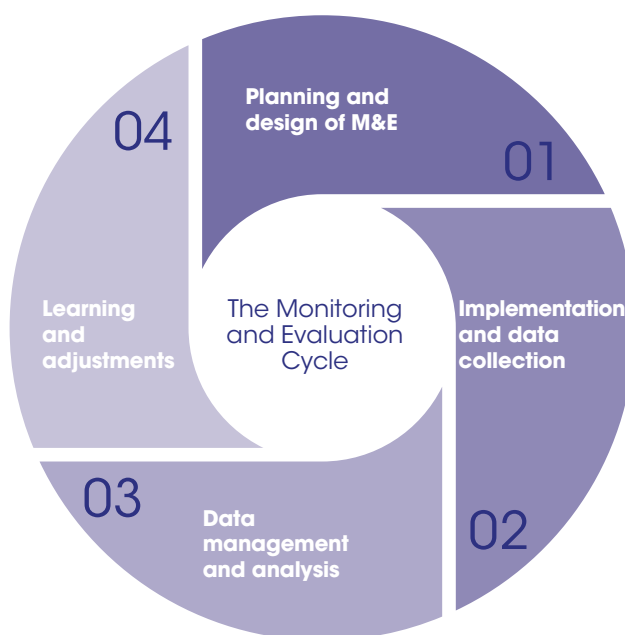 Planning and
design of M&E
01
Implementation
and data
collection
02
Data
management
and analysis
03
Learning
and
adjustments
04
The Monitoring
and Evaluation
Cycle